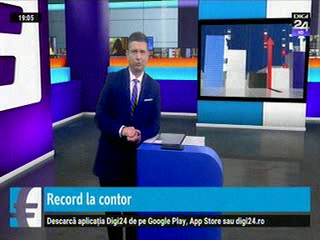 19:05
DIGI
24
HD
Record la contor
Descarcă aplicația Digi24 de pe Google Play, App Store sau digi24.ro